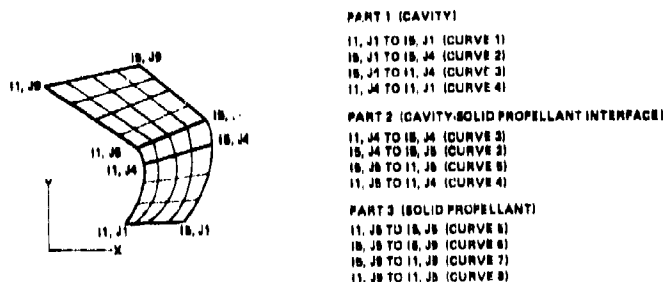 I5, J9
I1, J9
I5, J
I5, J4
I1, J5
I1, J4
Y
I1, J1
I5, J1
X
PART 1 (CAVITY)
I1, J1 TO I5, J1 (CURVE 1)
I5, J1 TO I5, J4 (CURVE 2)
I5, J4 TO I1, J4 (CURVE 3)
I1, J4 TO I1, J1 (CURVE 4)
PART 2 (CAVITY-SOLID PROPELLANT INTERFACE)
I1, J4 TO I5, J4 (CURVE 3)
I5, J4 TO I5, J5 (CURVE 2)
I5, J5 TO I1, J5 (CURVE 5)
I1, J5 TO I1, J4 (CURVE 4)
PART 3 (SOLID PROPELLANT)
I1, J5 TO I5, J5 (CURVE 5)
I5, J5 TO I5, J9 (CURVE 6)
I5, J9 TO I1, J9 (CURVE 7)
I1, J9 TO I1, J5 (CURVE 8)